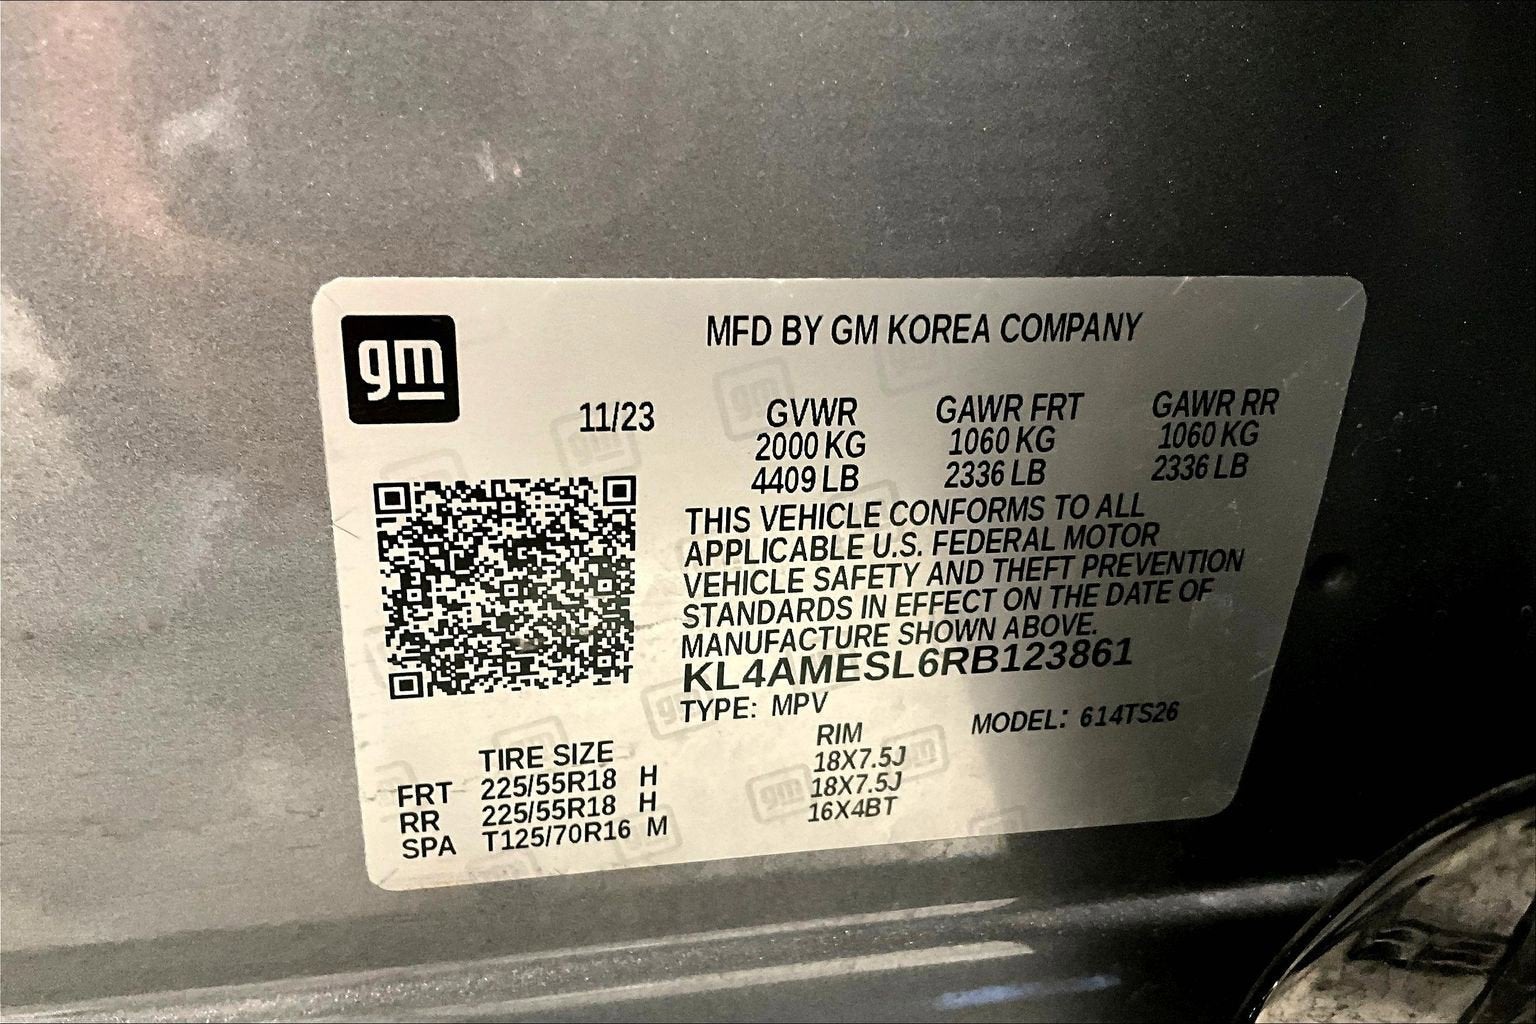 gm
MFD BY GM KOREA COMPANY
11/23 GVWR GAWR FRT GAWR RR
2000 KG 1060 KG 1060 KG
4409 LB 2336 LB 2336 LB
THIS VEHICLE CONFORMS TO ALL
APPLICABLE U.S. FEDERAL MOTOR
VEHICLE SAFETY AND THEFT PREVENTION
STANDARDS IN EFFECT ON THE DATE OF
MANUFACTURE SHOWN ABOVE.
KL4AMESL6RB123861
TYPE: MPV MODEL: 614TS26
TIRE SIZE RIM
FRT 225/55R18 H 18X7.5J
RR 225/55R18 H 18X7.5J
SPA T125/70R16 M 16X4BT